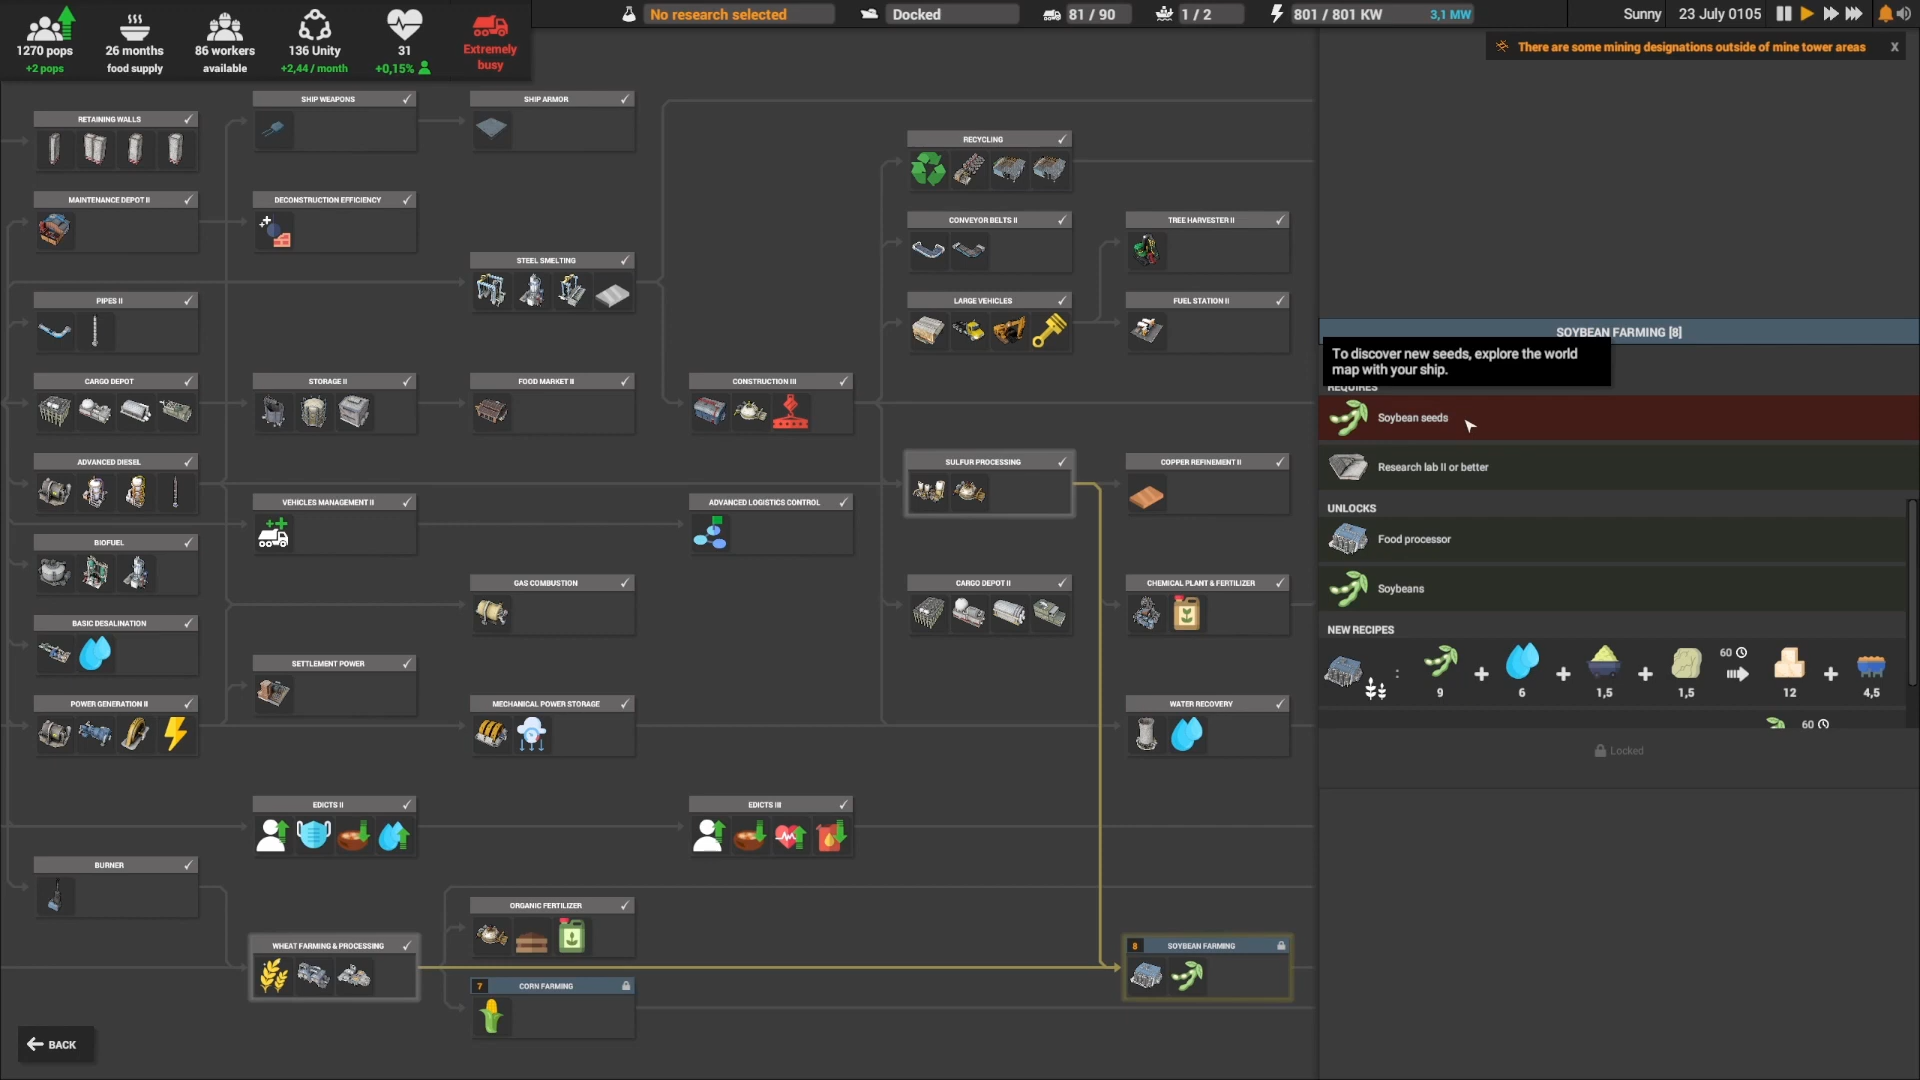 1270 pops
+2 pops
26 months
food supply
86 workers
available
136 Unity
+2,44 / month
31
+0,15%
Extremely
busy
No research selected
Docked
81 / 90
1 / 2
801 / 801 KW
3,1 MW
Sunny
23 July 0105
There are some mining designations outside of mine tower areas
X
RETAINING WALLS
MAINTENANCE DEPOT II
PIPES II
CARGO DEPOT
ADVANCED DIESEL
BIOFUEL
BASIC DESALINATION
POWER GENERATION II
BURNER
SHIP WEAPONS
DECONSTRUCTION EFFICIENCY
STORAGE II
VEHICLES MANAGEMENT II
SETTLEMENT POWER
EDICTS II
WHEAT FARMING & PROCESSING
SHIP ARMOR
STEEL SMELTING
FOOD MARKET II
GAS COMBUSTION
MECHANICAL POWER STORAGE
ORGANIC FERTILIZER
7
CORN FARMING
CONSTRUCTION III
ADVANCED LOGISTICS CONTROL
EDICTS III
RECYCLING
CONVEYOR BELTS II
LARGE VEHICLES
SULFUR PROCESSING
CARGO DEPOT II
TREE HARVESTER II
FUEL STATION II
COPPER REFINEMENT II
CHEMICAL PLANT & FERTILIZER
WATER RECOVERY
8
SOYBEAN FARMING
BACK
SOYBEAN FARMING [8]
To discover new seeds, explore the world
map with your ship.
REQUIRES
Soybean seeds
Research lab II or better
UNLOCKS
Food processor
Soybeans
NEW RECIPES
: 9 + 6 + 1,5 + 1,5 60 12 + 4,5
60
Locked